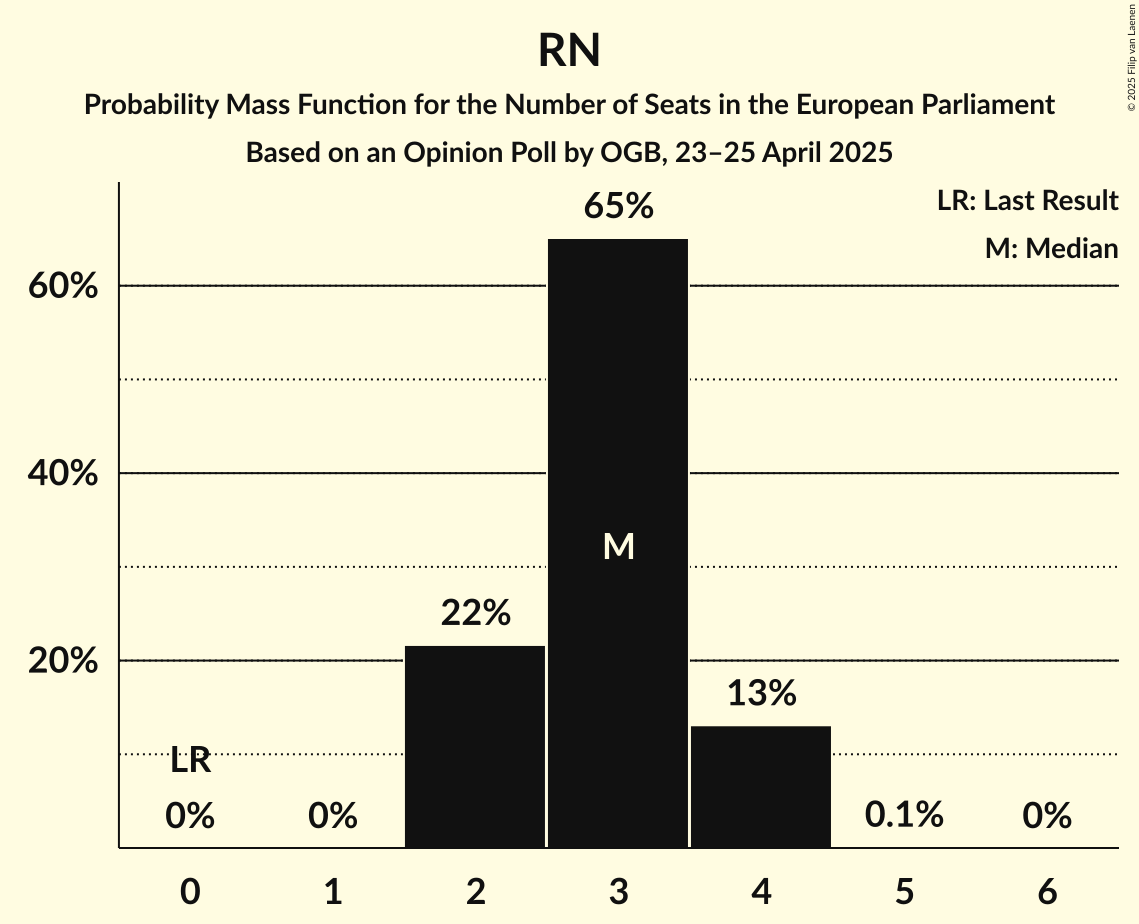 RN
Probability Mass Function for the Number of Seats in the European Parliament
Based on an Opinion Poll by OGB, 23–25 April 2025
© 2025 Filip van Laenen
LR: Last Result
M: Median
65%
60%
40%
M
22%
20%
13%
LR
0%
0%
0.1%
0%
0 1 2 3 4 5 6